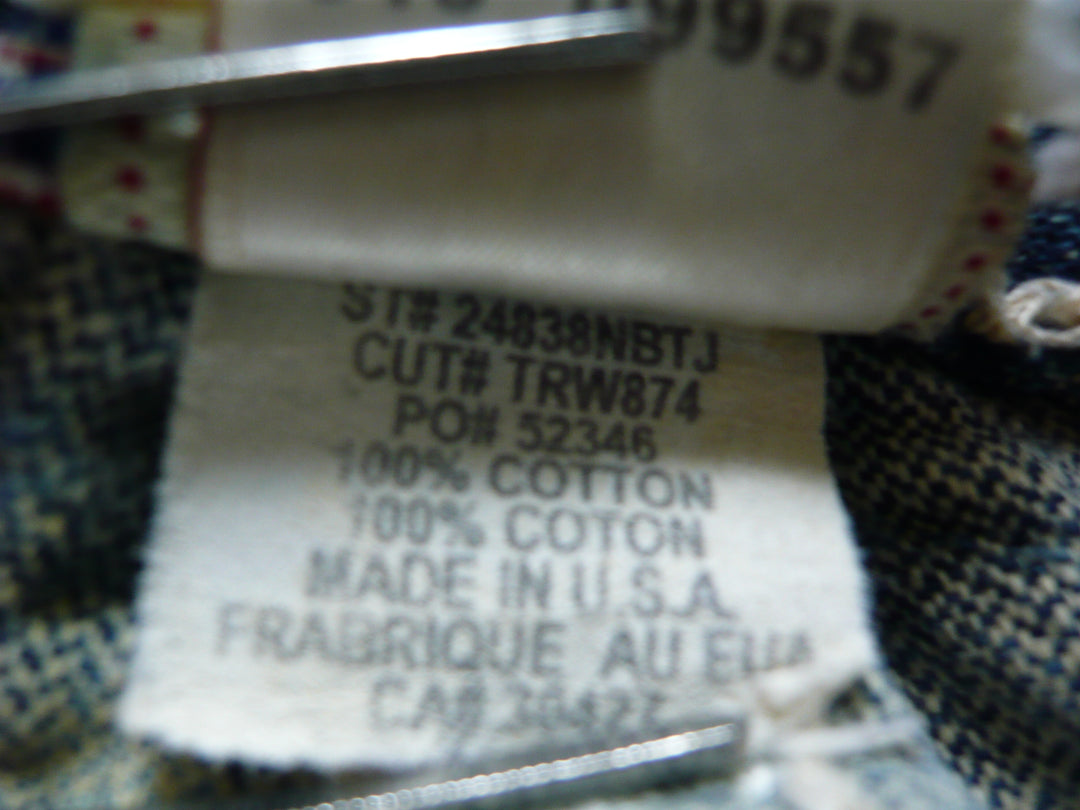 99557
ST# 24838NBTJ
CUT# TRW874
PO# 52346
100% COTTON
100% COTON
MADE IN U.S.A.
FRABRIQUE AU EUA
CA#